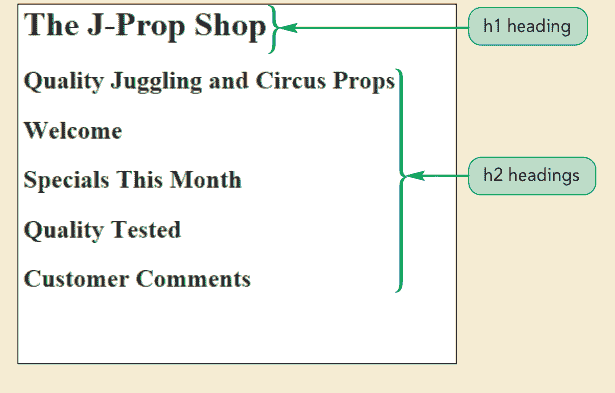 The J-Prop Shop
h1 heading
Quality Juggling and Circus Props
Welcome
Specials This Month
h2 headings
Quality Tested
Customer Comments